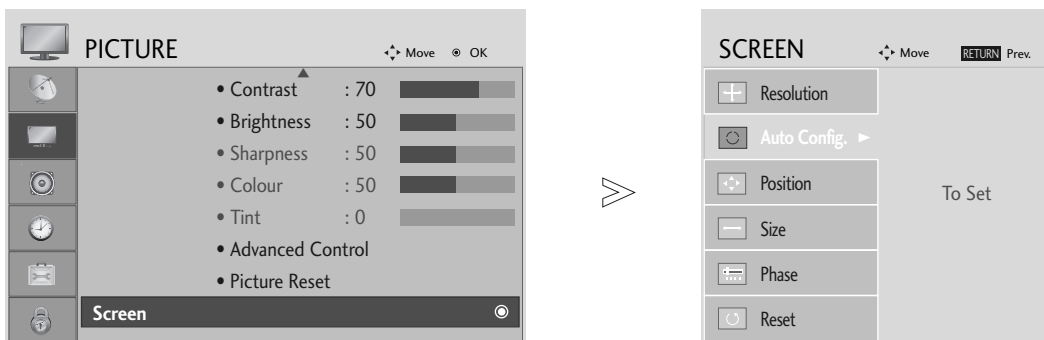 PICTURE
Move OK
• Contrast : 70
• Brightness : 50
• Sharpness : 50
• Colour : 50
• Tint : 0
• Advanced Control
• Picture Reset
Screen
SCREEN
Move RETURN Prev.
Resolution
Auto Config.
Position
Size
Phase
Reset
To Set